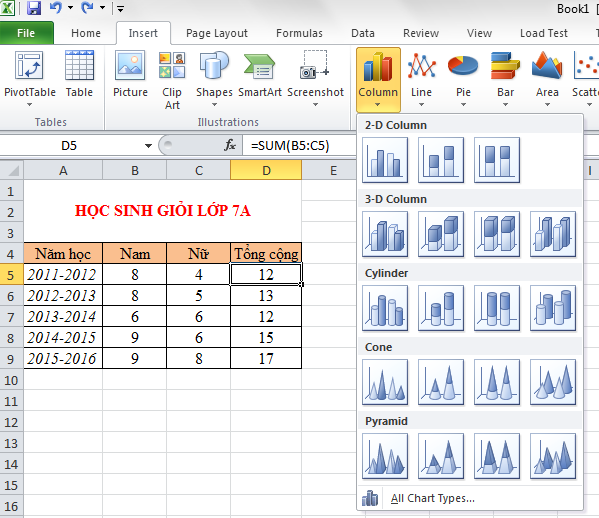 Book1
File Home Insert Page Layout Formulas Data Review View Load Test
PivotTable Table Picture Clip Art Shapes SmartArt Screenshot Column Line Pie Bar Area Scatte
Tables Illustrations
D5 fx =SUM(B5:C5)
A B C D E I
1
2 HỌC SINH GIỎI LỚP 7A
3
4 Năm học Nam Nữ Tổng cộng
5 2011-2012 8 4 12
6 2012-2013 8 5 13
7 2013-2014 6 6 12
8 2014-2015 9 6 15
9 2015-2016 9 8 17
10
11
12
13
14
15
16
2-D Column
3-D Column
Cylinder
Cone
Pyramid
All Chart Types...